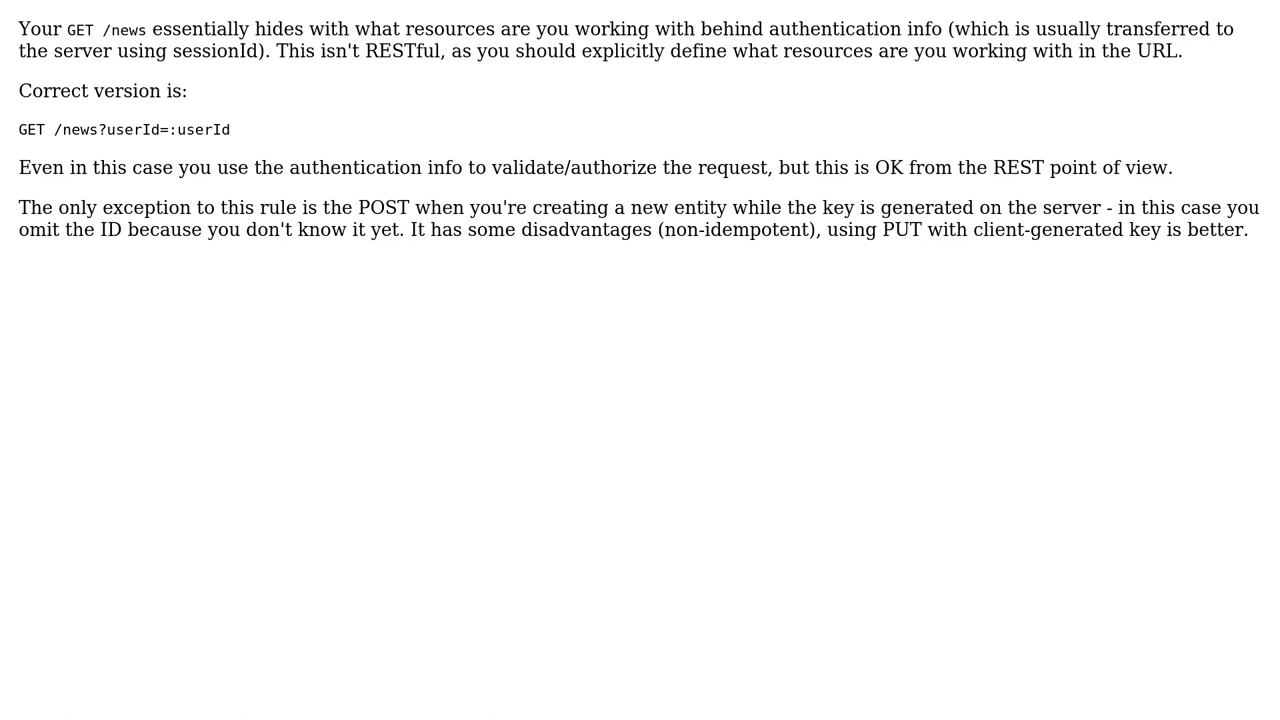 Your GET /news essentially hides with what resources are you working with behind authentication info (which is usually transferred to
the server using sessionId). This isn't RESTful, as you should explicitly define what resources are you working with in the URL.
Correct version is:
GET /news?userId=:userId
Even in this case you use the authentication info to validate/authorize the request, but this is OK from the REST point of view.
The only exception to this rule is the POST when you're creating a new entity while the key is generated on the server - in this case you
omit the ID because you don't know it yet. It has some disadvantages (non-idempotent), using PUT with client-generated key is better.